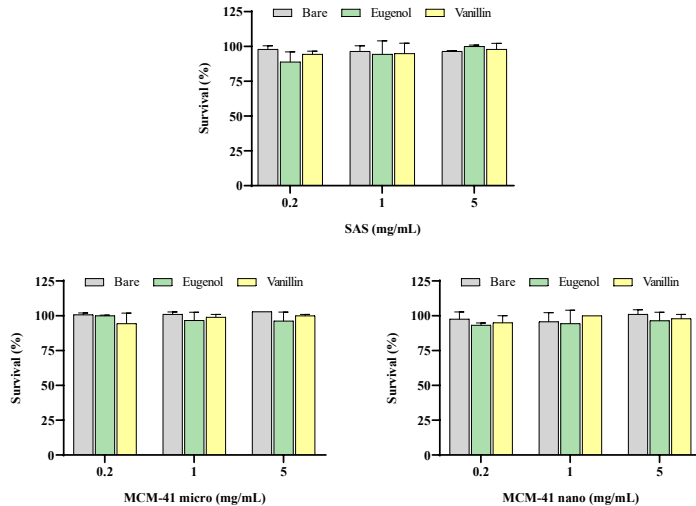 125
Bare Eugenol Vanillin
100
75
50
25
0
Survival (%)
0.2 1 5
SAS (mg/mL)
125
Bare Eugenol Vanillin
100
75
50
25
0
Survival (%)
0.2 1 5
MCM-41 micro (mg/mL)
125
Bare Eugenol Vanillin
100
75
50
25
0
Survival (%)
0.2 1 5
MCM-41 nano (mg/mL)